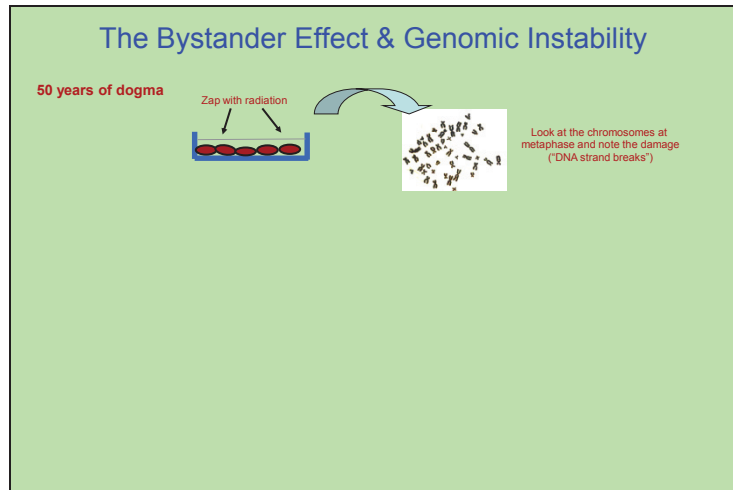 The Bystander Effect & Genomic Instability
50 years of dogma
Zap with radiation
Look at the chromosomes at
metaphase and note the damage
("DNA strand breaks")